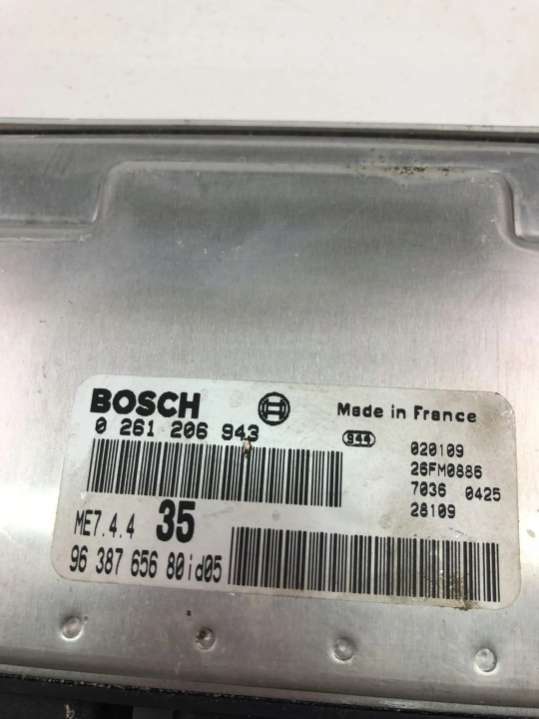 BOSCH Made in France
0 261 206 943
944 020109
26FM0886
7036 0425
20109
ME7.4.4 35
96 387 656 80id05